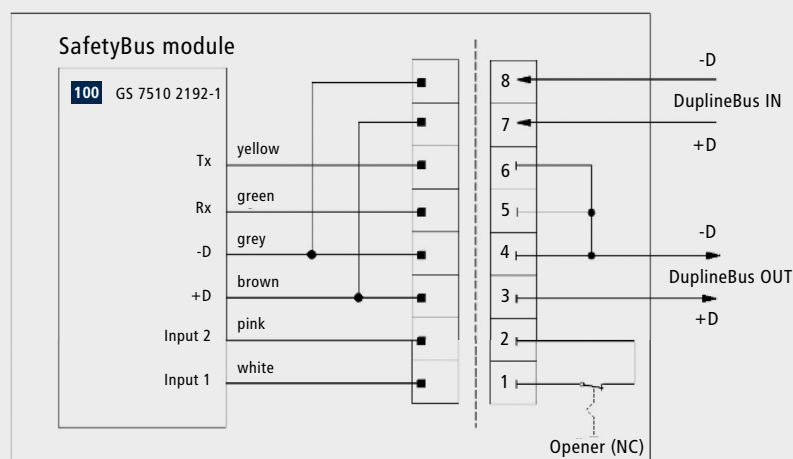 SafetyBus module
100 GS 7510 2192-1
Tx yellow
Rx green
-D grey
+D brown
Input 2 pink
Input 1 white
8
7
6
5
4
3
2
1
-D
DuplineBus IN
+D
-D
DuplineBus OUT
+D
Opener (NC)